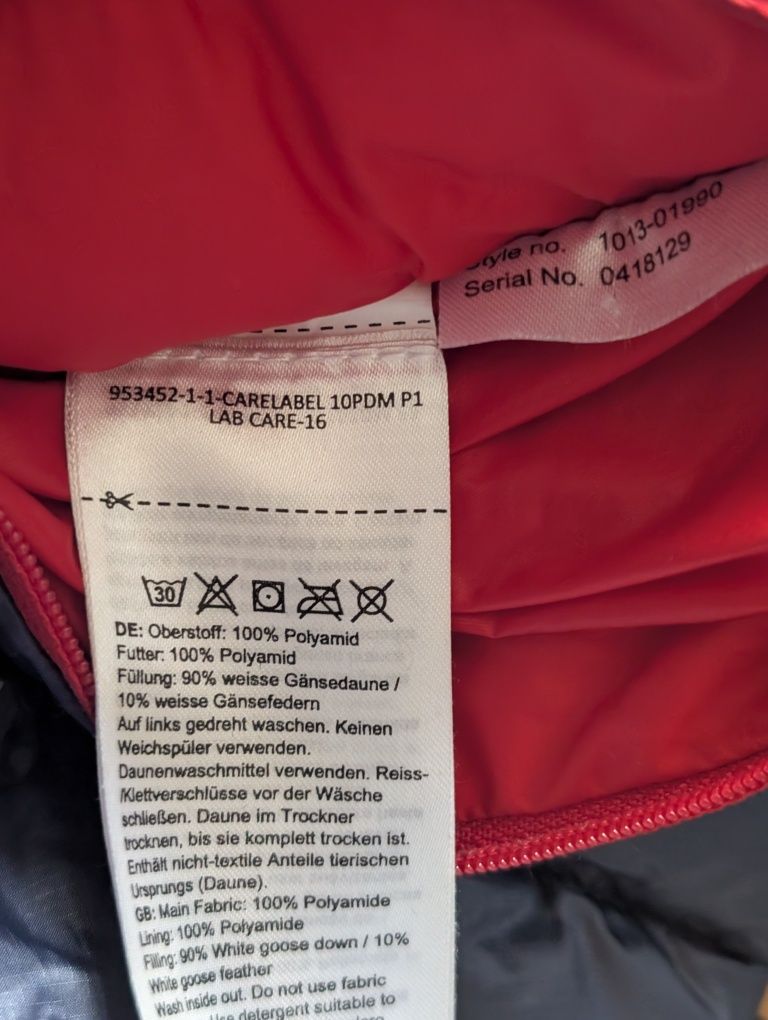 Style no. 1013-01990
Serial No. 0418129
953452-1-1-CARELABEL 10PDM P1
LAB CARE-16
30
DE: Oberstoff: 100% Polyamid
Futter: 100% Polyamid
Füllung: 90% weisse Gänsedaune /
10% weisse Gänsefedern
Auf links gedreht waschen. Keinen
Weichspüler verwenden.
Daunenwaschmittel verwenden. Reiss-
/Klettverschlüsse vor der Wäsche
schließen. Daune im Trockner
trocknen, bis sie komplett trocken ist.
Enthält nicht-textile Anteile tierischen
Ursprungs (Daune).
GB: Main Fabric: 100% Polyamide
Lining: 100% Polyamide
Filling: 90% White goose down / 10%
White goose feather
Wash inside out. Do not use fabric
Use detergent suitable to